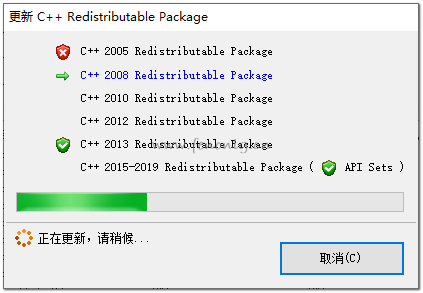 更新 C++ Redistributable Package
C++ 2005 Redistributable Package
C++ 2008 Redistributable Package
C++ 2010 Redistributable Package
C++ 2012 Redistributable Package
C++ 2013 Redistributable Package
C++ 2015-2019 Redistributable Package ( API Sets )
正在更新，请稍候...
取消(C)